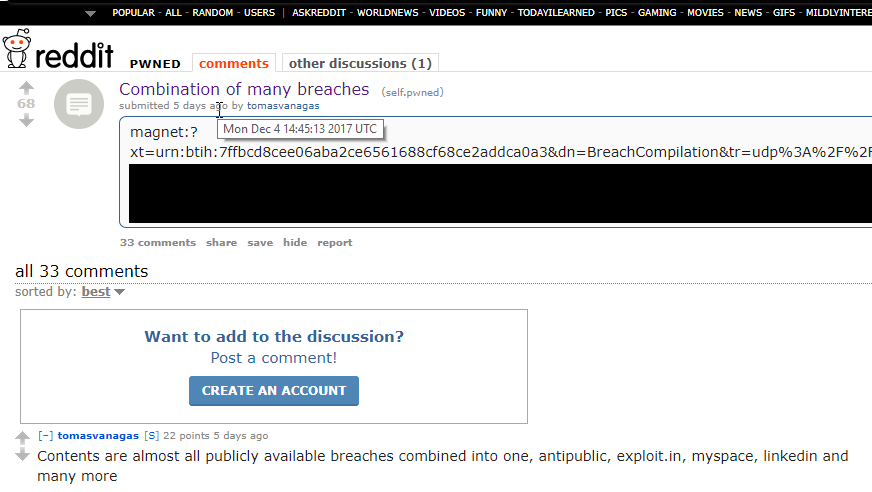 POPULAR - ALL - RANDOM - USERS | ASKREDDIT - WORLDNEWS - VIDEOS - FUNNY - TODAYILEARNED - PICS - GAMING - MOVIES - NEWS - GIFS - MILDLYINTERE
reddit PWNED comments other discussions (1)
Combination of many breaches (self.pwned)
68
submitted 5 days ago by tomasvanagas
Mon Dec 4 14:45:13 2017 UTC
magnet:?
xt=urn:btih:7ffbcd8cee06aba2ce6561688cf68ce2addca0a3&dn=BreachCompilation&tr=udp%3A%2F%2F
33 comments share save hide report
all 33 comments
sorted by: best
Want to add to the discussion?
Post a comment!
CREATE AN ACCOUNT
[–] tomasvanagas [S] 22 points 5 days ago
Contents are almost all publicly available breaches combined into one, antipublic, exploit.in, myspace, linkedin and
many more